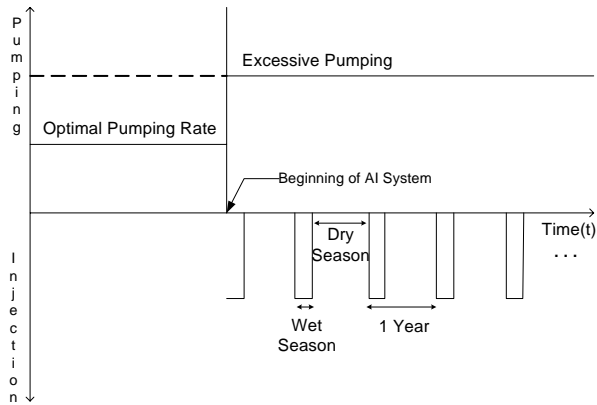 Pumping
Excessive Pumping
Optimal Pumping Rate
Beginning of AI System
Time(t)
Dry
Season
...
Injection
Wet
Season
1 Year